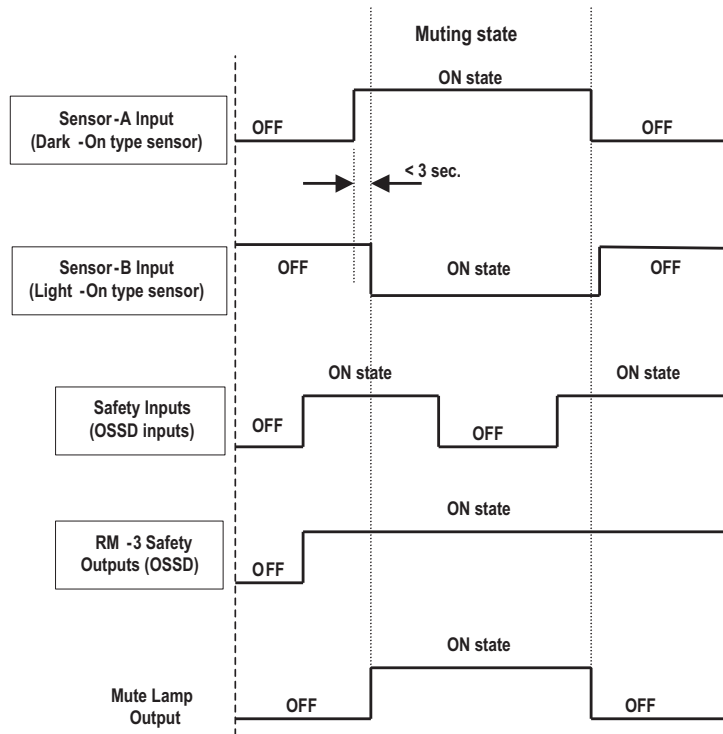 Muting state
ON state
Sensor-A Input
(Dark -On type sensor)
OFF
OFF
< 3 sec.
Sensor-B Input
(Light -On type sensor)
OFF
ON state
OFF
ON state
ON state
Safety Inputs
(OSSD inputs)
OFF
OFF
ON state
RM -3 Safety
Outputs (OSSD)
OFF
ON state
Mute Lamp
Output
OFF
OFF